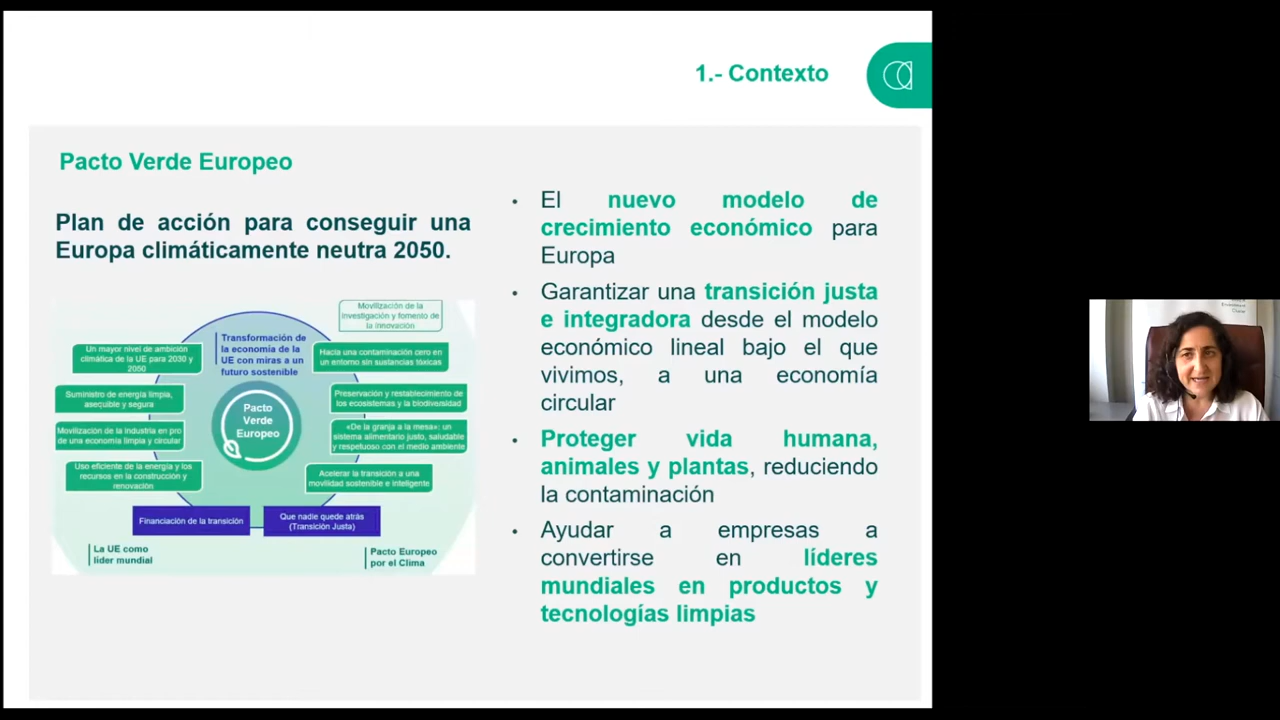 1.- Contexto
Pacto Verde Europeo
Plan de acción para conseguir una
Europa climáticamente neutra 2050.
Movilización de la
investigación y fomento de
la innovación
Transformación de
la economía de la
UE con miras a un
futuro sostenible
Un mayor nivel de ambición
climática de la UE para 2030 y
2050
Hacia una contaminación cero en
un entorno sin sustancias tóxicas
Suministro de energía limpia,
asequible y segura
Preservación y restablecimiento de
los ecosistemas y la biodiversidad
Pacto
Verde
Europeo
Movilización de la industria en pro
de una economía limpia y circular
«De la granja a la mesa»: un
sistema alimentario justo, saludable
y respetuoso con el medio ambiente
Uso eficiente de la energía y los
recursos en la construcción y
renovación
Acelerar la transición a una
movilidad sostenible e inteligente
Financiación de la transición
Que nadie quede atrás
(Transición Justa)
La UE como
líder mundial
Pacto Europeo
por el Clima
• El nuevo modelo de
crecimiento económico para
Europa
• Garantizar una transición justa
e integradora desde el modelo
económico lineal bajo el que
vivimos, a una economía
circular
• Proteger vida humana,
animales y plantas, reduciendo
la contaminación
• Ayudar a empresas a
convertirse en líderes
mundiales en productos y
tecnologías limpias